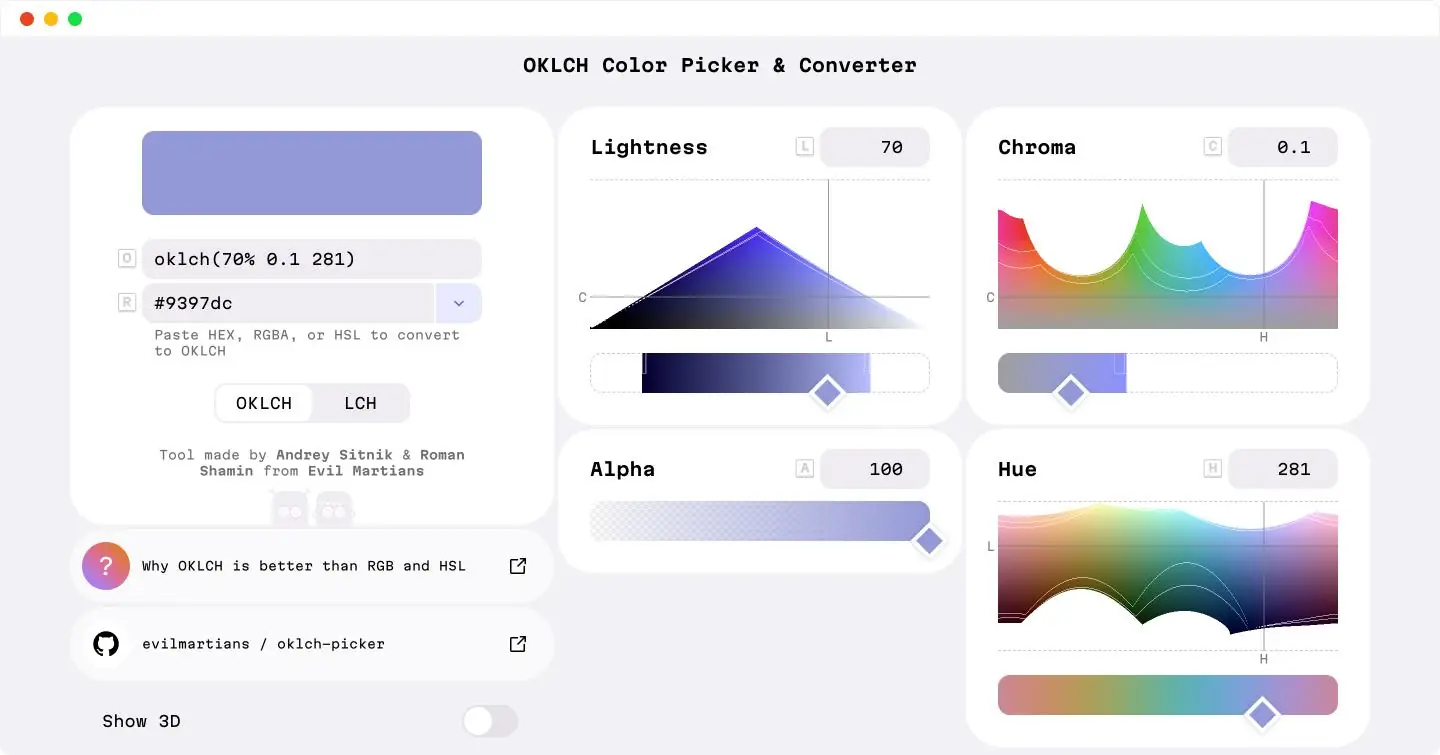 OKLCH Color Picker & Converter
O
oklch(70% 0.1 281)
R
#9397dc
Paste HEX, RGBA, or HSL to convert
to OKLCH
OKLCH
LCH
Tool made by Andrey Sitnik & Roman
Shamin from Evil Martians
?
Why OKLCH is better than RGB and HSL
evilmartians / oklch-picker
Show 3D
Lightness
L
70
C
L
Alpha
A
100
Chroma
C
0.1
C
H
Hue
H
281
L
H